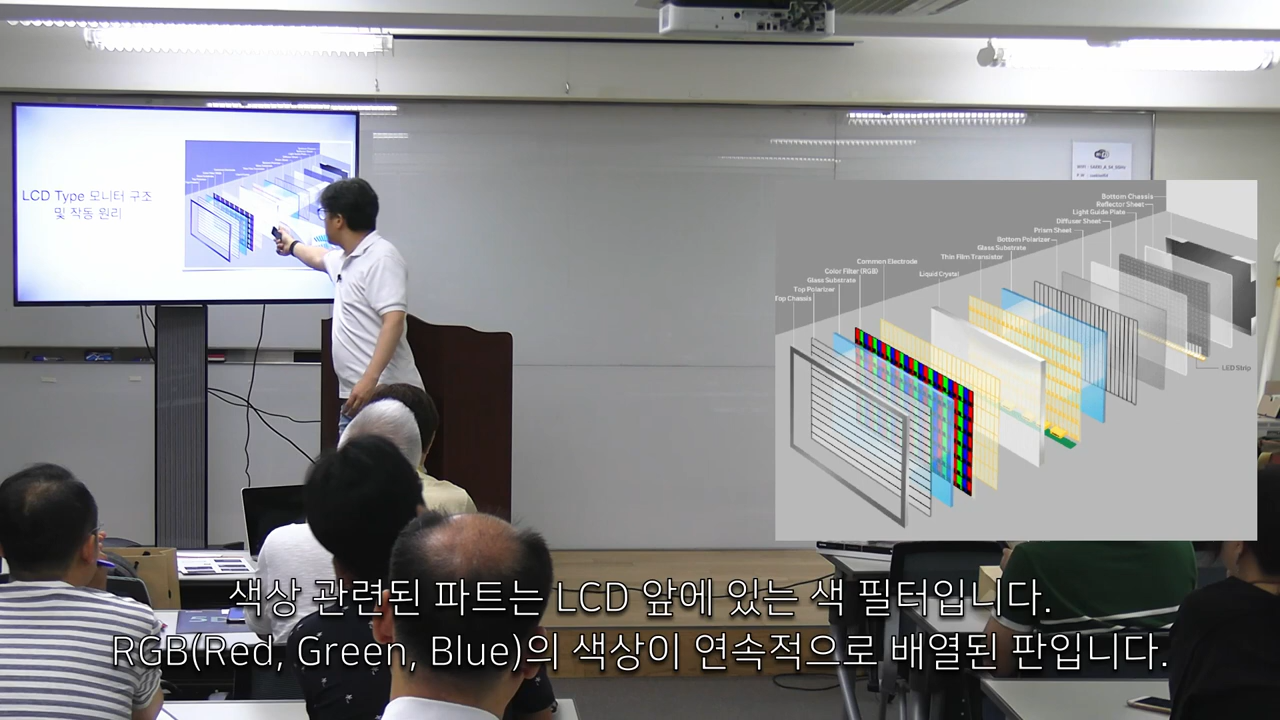 LCD Type 모니터 구조
및 작동 원리
Bottom Chassis
Reflector Sheet
Light Guide Plate
Diffuser Sheet
Prism Sheet
Bottom Polarizer
Glass Substrate
Thin Film Transistor
Liquid Crystal
Common Electrode
Color Filter (RGB)
Glass Substrate
Top Polarizer
Top Chassis
LED Strip
색상 관련된 파트는 LCD 앞에 있는 색 필터입니다.
RGB(Red, Green, Blue)의 색상이 연속적으로 배열된 판입니다.